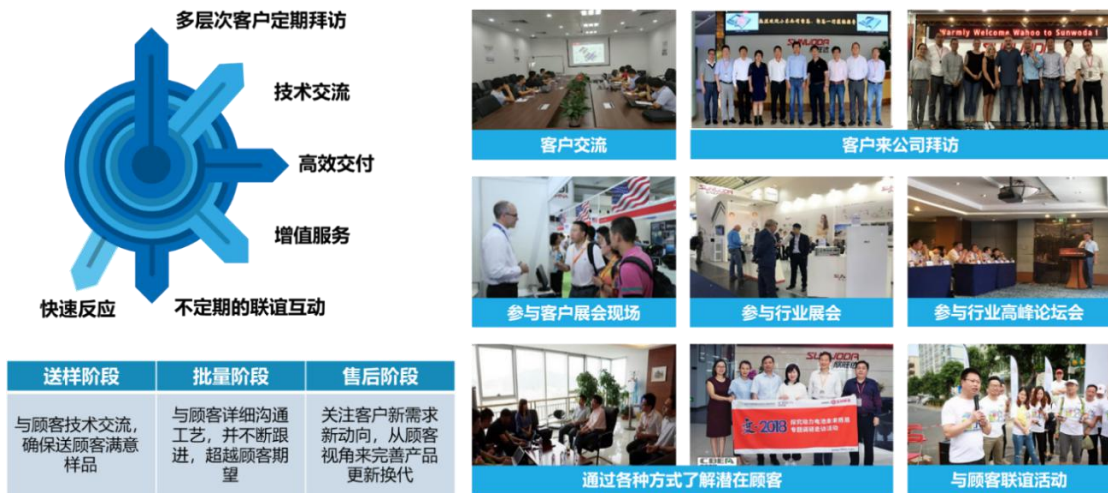 多层次客户定期拜访
技术交流
高效交付
增值服务
不定期的联谊互动
快速反应
送样阶段
批量阶段
售后阶段
与顾客技术交流，
确保送顾客满意
样品
与顾客详细沟通
工艺，并不断跟
进，超越顾客期
望
关注客户新需求
新动向，从顾客
视角来完善产品
更新换代
客户交流
SUNWODA
Warmly Welcome Wahoo to Sunwoda !
客户来公司拜访
参与客户展会现场
参与行业展会
参与行业高峰论坛会
SUNWODA
2018
通过各种方式了解潜在顾客
与顾客联谊活动